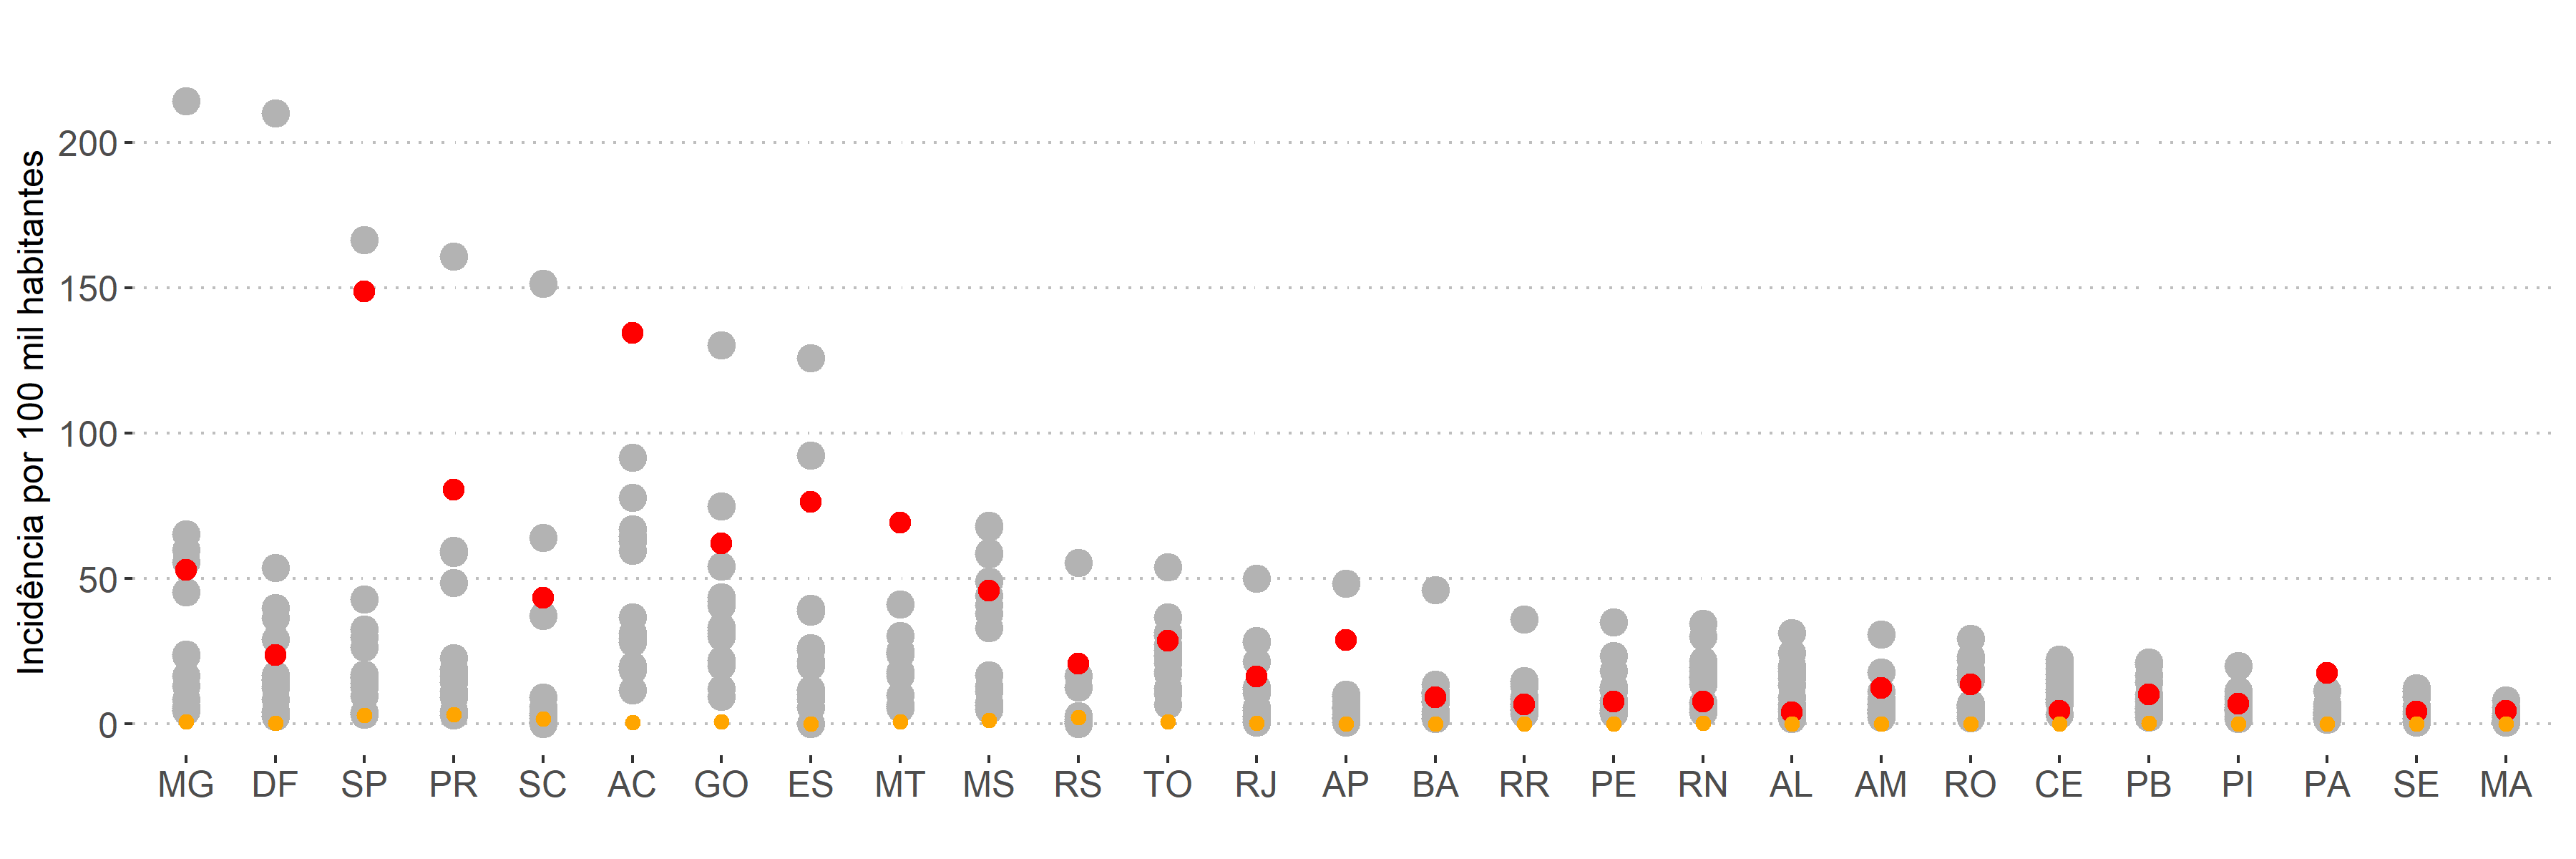 Incidência por 100 mil habitantes
200
150
100
50
0
MG DF SP PR SC AC GO ES MT MS RS TO RJ AP BA RR PE RN AL AM RO CE PB PI PA SE MA